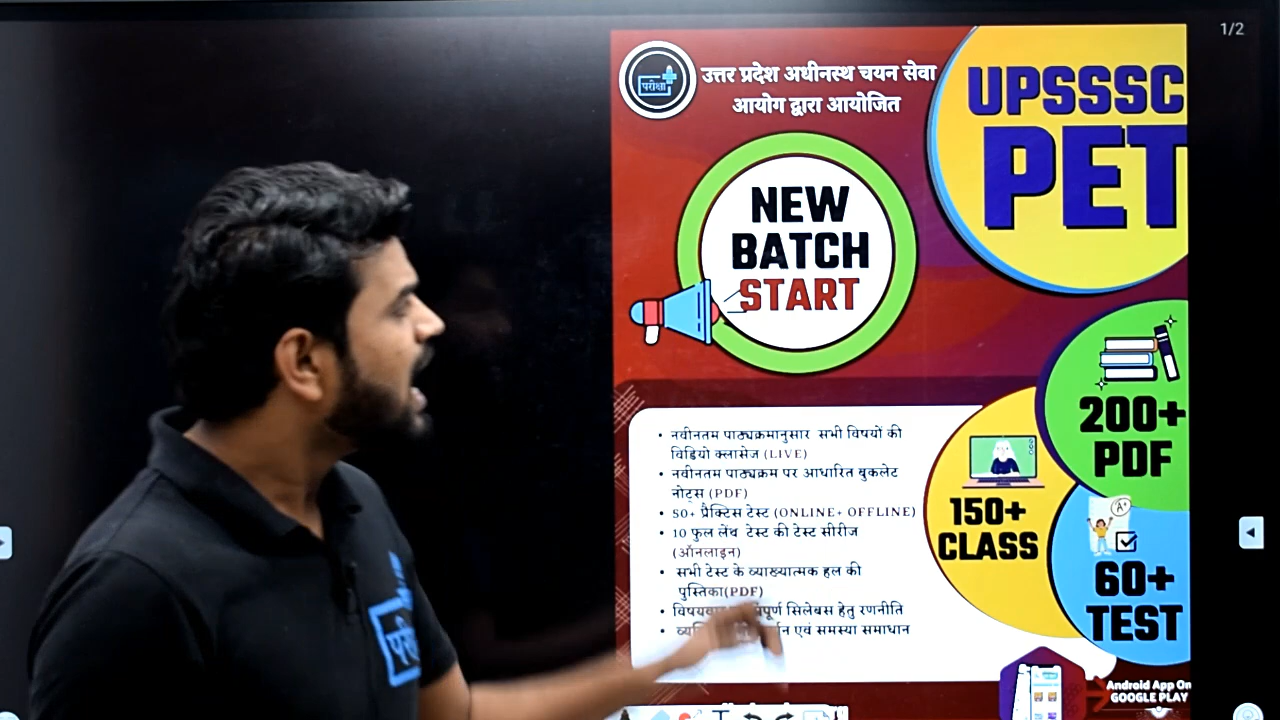 1/2
परीक्षा
उत्तर प्रदेश अधीनस्थ चयन सेवा
आयोग द्वारा आयोजित
UPSSSC
PET
NEW
BATCH
START
200+
PDF
150+
CLASS
60+
TEST
• नवीनतम पाठ्यक्रमानुसार सभी विषयों की
विडियो क्लासेज (LIVE)
• नवीनतम पाठ्यक्रम पर आधारित बुकलेट
नोट्स (PDF)
• 50+ प्रैक्टिस टेस्ट (ONLINE+ OFFLINE)
• 10 फुल लेंथ टेस्ट की टेस्ट सीरीज
(ऑनलाइन)
• सभी टेस्ट के व्याख्यात्मक हल की
पुस्तिका(PDF)
• सिलेबस हेतु रणनीति
• एवं समस्या समाधान
A+
Android App On
GOOGLE PLAY